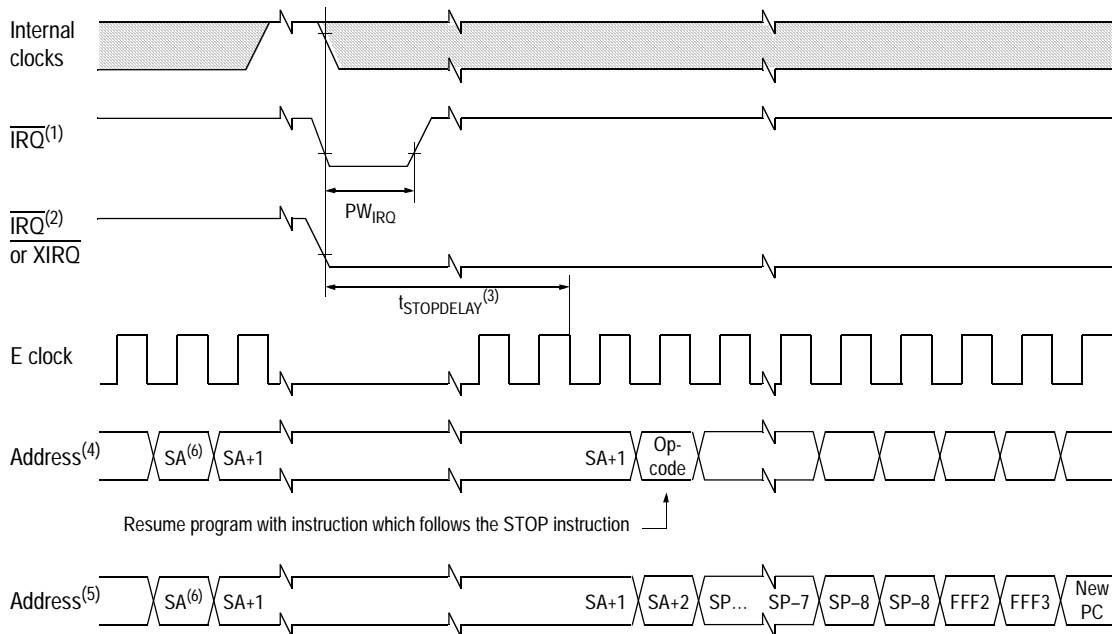 Internal
clocks
IRQ(1)
PWIRQ
IRQ(2)
or XIRQ
tSTOPDELAY(3)
E clock
Address(4) SA(6) SA+1 SA+1 Op-
code
Resume program with instruction which follows the STOP instruction
Address(5) SA(6) SA+1 SA+1 SA+2 SP… SP–7 SP–8 SP–8 FFF2 FFF3 New
PC